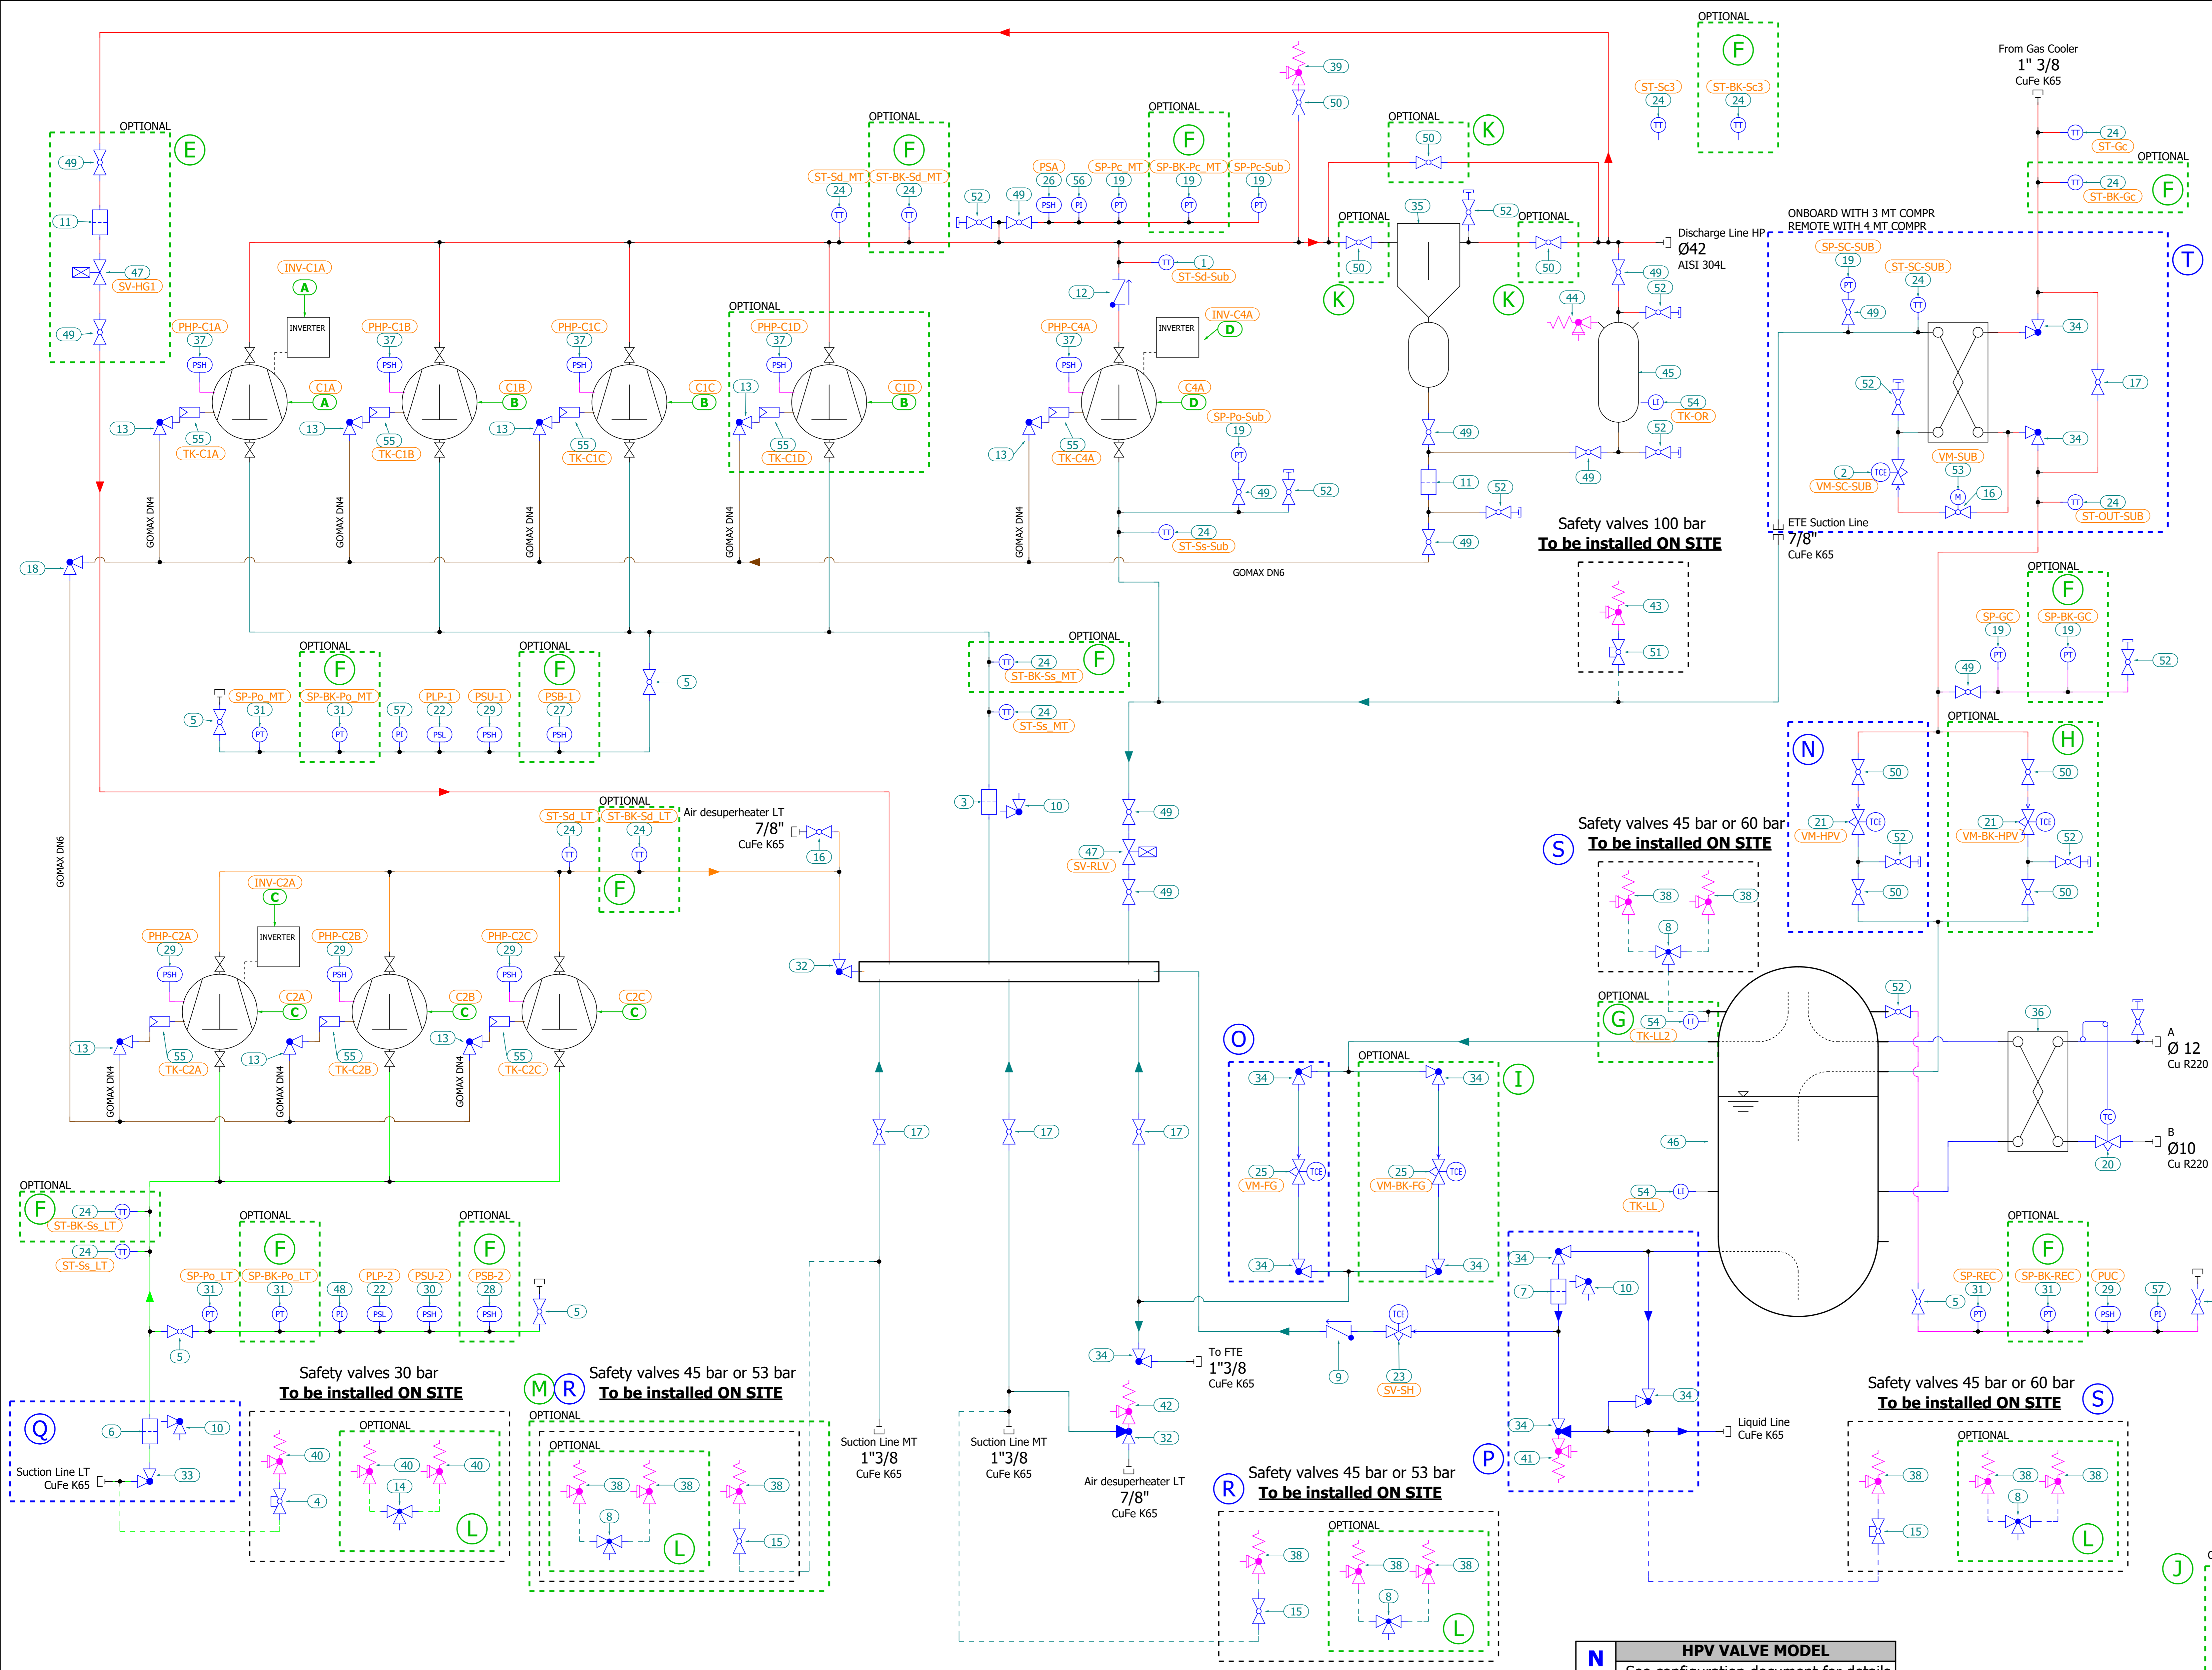 OPTIONAL
F
ST-Sc3
24
TT
ST-BK-Sc3
24
TT
From Gas Cooler
1" 3/8
CuFe K65
TT
24
ST-Gc
OPTIONAL
TT
24
ST-BK-Gc
F
39
50
OPTIONAL
E
49
11
47
SV-HG1
49
OPTIONAL
F
ST-Sd_MT
24
TT
ST-BK-Sd_MT
24
TT
52
49
PSA
26
PSH
56
PI
SP-Pc_MT
19
PT
OPTIONAL
F
SP-BK-Pc_MT
19
PT
SP-Pc-Sub
19
PT
OPTIONAL
50
K
OPTIONAL
50
K
35
52
OPTIONAL
50
K
Discharge Line HP
Ø42
AISI 304L
ONBOARD WITH 3 MT COMPR
REMOTE WITH 4 MT COMPR
T
SP-SC-SUB
19
PT
49
ST-SC-SUB
24
TT
34
17
52
34
2
TCE
VM-SC-SUB
VM-SUB
53
M
16
TT
24
ST-OUT-SUB
ETE Suction Line
7/8"
CuFe K65
INV-C1A
A
INVERTER
PHP-C1A
37
PSH
C1A
A
13
55
TK-C1A
PHP-C1B
37
PSH
C1B
B
13
55
TK-C1B
PHP-C1C
37
PSH
C1C
B
13
55
TK-C1C
OPTIONAL
PHP-C1D
37
PSH
C1D
B
13
55
TK-C1D
TT
1
ST-Sd-Sub
12
PHP-C4A
37
PSH
INVERTER
INV-C4A
D
C4A
D
13
55
TK-C4A
SP-Po-Sub
19
PT
49
52
TT
24
ST-Ss-Sub
49
52
44
45
LI
54
TK-OR
52
49
49
11
52
49
GOMAX DN4
GOMAX DN4
GOMAX DN4
GOMAX DN4
GOMAX DN4
GOMAX DN6
18
GOMAX DN6
Safety valves 100 bar
To be installed ON SITE
43
51
OPTIONAL
F
SP-GC
19
PT
SP-BK-GC
19
PT
49
52
5
SP-Po_MT
31
PT
OPTIONAL
F
SP-BK-Po_MT
31
PT
57
PI
PLP-1
22
PSL
PSU-1
29
PSH
OPTIONAL
F
PSB-1
27
PSH
5
OPTIONAL
TT
24
ST-BK-Ss_MT
F
TT
24
ST-Ss_MT
3
10
49
47
SV-RLV
49
N
50
21
TCE
VM-HPV
52
50
OPTIONAL
H
50
21
TCE
VM-BK-HPV
52
50
S
Safety valves 45 bar or 60 bar
To be installed ON SITE
38
38
8
ST-Sd_LT
24
TT
OPTIONAL
ST-BK-Sd_LT
24
TT
F
Air desuperheater LT
7/8"
CuFe K65
16
32
INV-C2A
C
INVERTER
PHP-C2A
29
PSH
C2A
C
13
55
TK-C2A
PHP-C2B
29
PSH
C2B
C
13
55
TK-C2B
PHP-C2C
29
PSH
C2C
C
13
55
TK-C2C
GOMAX DN4
GOMAX DN4
GOMAX DN4
OPTIONAL
G
54
LI
TK-LL2
52
36
A
Ø 12
Cu R220
TC
20
B
Ø10
Cu R220
46
54
LI
TK-LL
O
34
25
TCE
VM-FG
34
OPTIONAL
I
34
25
TCE
VM-BK-FG
34
17
17
17
OPTIONAL
F
24
TT
ST-BK-Ss_LT
24
TT
ST-Ss_LT
SP-Po_LT
31
PT
OPTIONAL
F
SP-BK-Po_LT
31
PT
48
PI
PLP-2
22
PSL
PSU-2
30
PSH
OPTIONAL
F
PSB-2
28
PSH
5
5
34
7
10
34
34
41
P
TCE
9
23
SV-SH
34
To FTE
1"3/8
CuFe K65
Liquid Line
CuFe K65
5
SP-REC
31
PT
OPTIONAL
F
SP-BK-REC
31
PT
PUC
29
PSH
57
PI
Q
6
10
33
Suction Line LT
CuFe K65
Safety valves 30 bar
To be installed ON SITE
40
4
OPTIONAL
40
40
14
L
M
R
Safety valves 45 bar or 53 bar
To be installed ON SITE
OPTIONAL
OPTIONAL
38
38
8
L
38
15
Suction Line MT
1"3/8
CuFe K65
Suction Line MT
1"3/8
CuFe K65
42
32
Air desuperheater LT
7/8"
CuFe K65
R
Safety valves 45 bar or 53 bar
To be installed ON SITE
38
15
OPTIONAL
38
38
8
L
Safety valves 45 bar or 60 bar
To be installed ON SITE
S
38
15
OPTIONAL
38
38
8
L
J
N
HPV VALVE MODEL
See configuration document for details